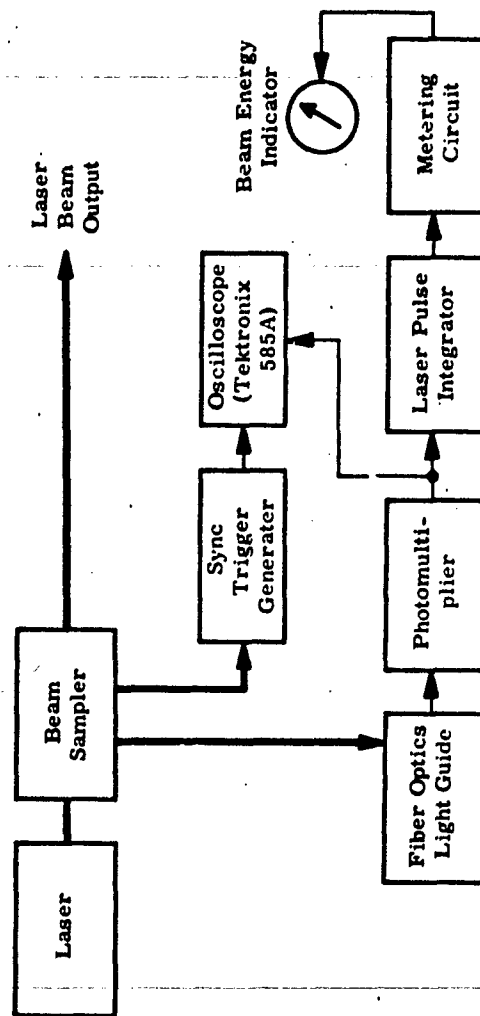 Laser
Beam
Sampler
Laser
Beam
Output
Sync
Trigger
Generater
Oscilloscope
(Tektronix
585A)
Beam Energy
Indicator
Fiber Optics
Light Guide
Photomulti-
plier
Laser Pulse
Integrator
Metering
Circuit